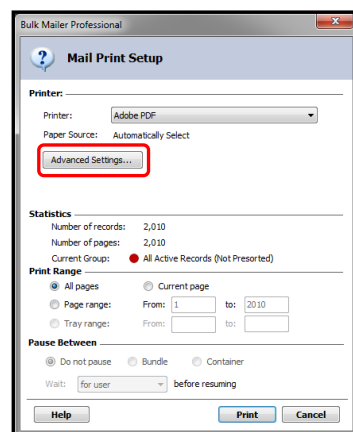 Bulk Mailer Professional
Mail Print Setup
Printer:
Printer: Adobe PDF
Paper Source: Automatically Select
Advanced Settings...
Statistics
Number of records: 2,010
Number of pages: 2,010
Current Group: All Active Records (Not Presorted)
Print Range
All pages Current page
Page range: From: 1 to: 2010
Tray range: From: to:
Pause Between
Do not pause Bundle Container
Wait: for user before resuming
Help Print Cancel